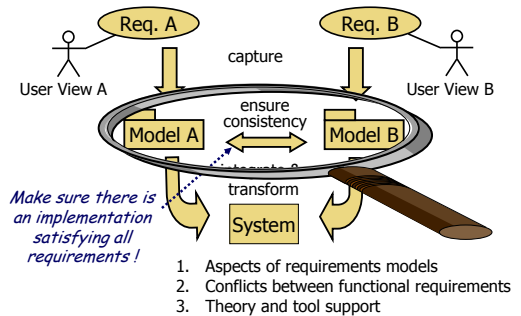 Req. A
Req. B
capture
User View A
User View B
ensure
consistency
Model A
Model B
transform
Make sure there is
an implementation
satisfying all
requirements !
System
1. Aspects of requirements models
2. Conflicts between functional requirements
3. Theory and tool support